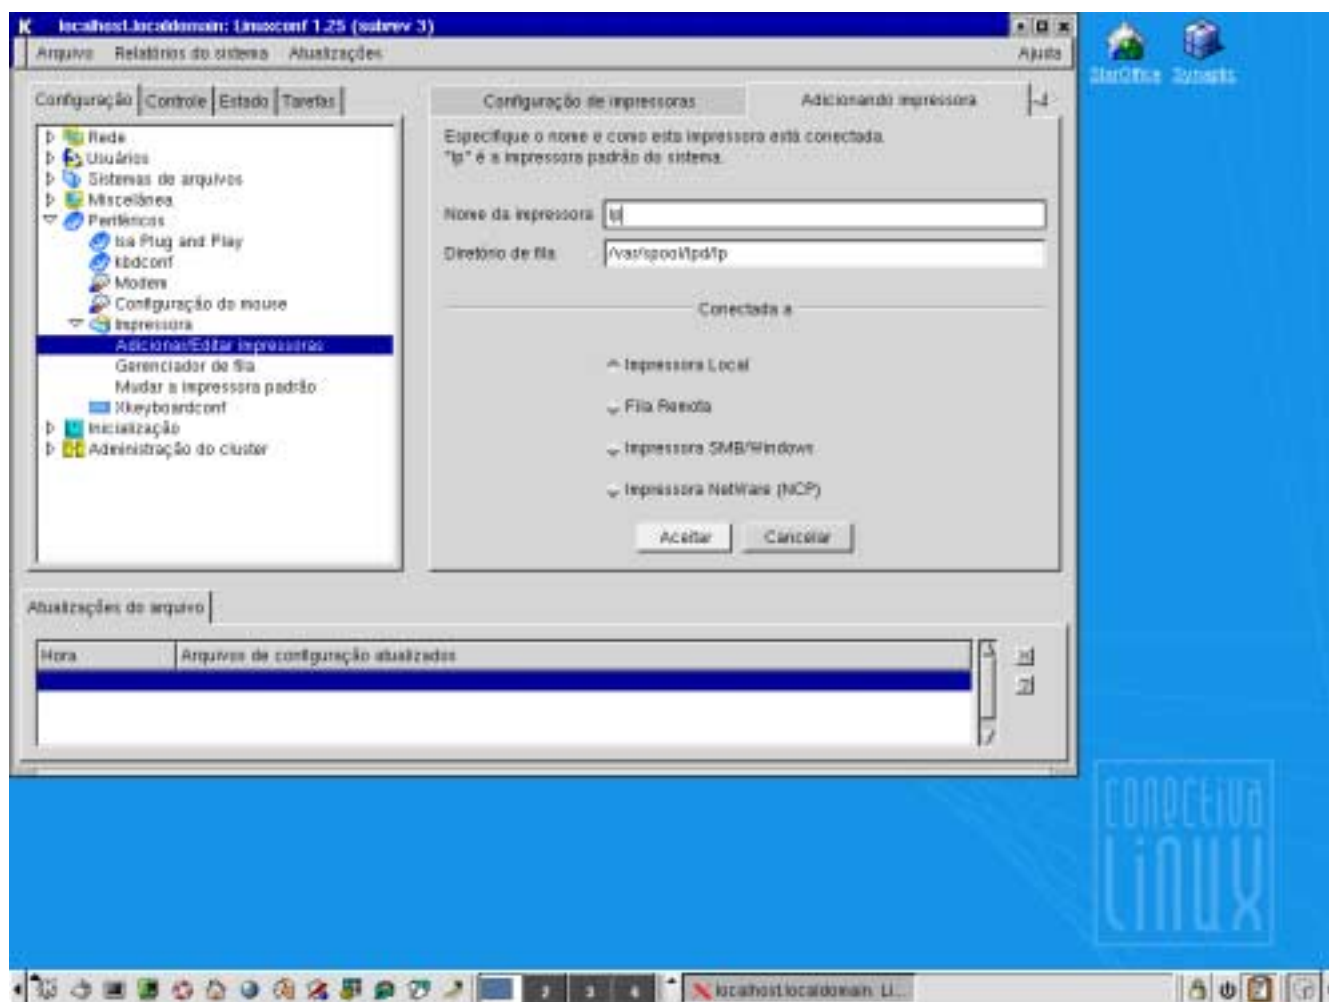 localhost.localdomain: Linuxconf 1.25 (subrev 3)
Arquivo Relatórios do sistema Atualizações Ajuda
StarOffice Synaptic
Configuração Controle Estado Tarefas
Rede
Usuários
Sistemas de arquivos
Miscelânea
Periféricos
Isa Plug and Play
kbdconf
Modem
Configuração do mouse
Impressora
Adicionar/Editar impressoras
Gerenciador de fila
Mudar a impressora padrão
Xkeyboardconf
Inicialização
Administração do cluster
Configuração de impressoras Adicionando impressora
Especifique o nome e como esta impressora está conectada.
"lp" é a impressora padrão do sistema.
Nome da impressora lp
Diretório de fila /var/spool/lpd/lp
Conectada a
Impressora Local
Fila Remota
Impressora SMB/Windows
Impressora NetWare (NCP)
Aceitar Cancelar
Atualizações do arquivo
Hora Arquivos de configuração atualizados
conectiva
Linux
2 3 4 localhost.localdomain: Li...